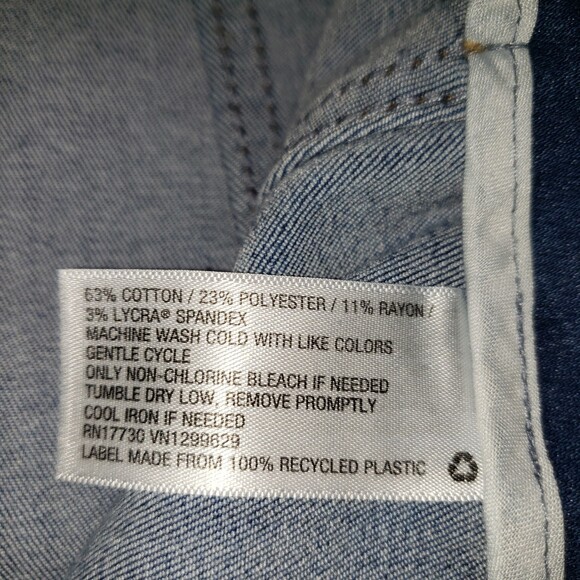 63% COTTON / 23% POLYESTER / 11% RAYON /
3% LYCRA® SPANDEX
MACHINE WASH COLD WITH LIKE COLORS
GENTLE CYCLE
ONLY NON-CHLORINE BLEACH IF NEEDED
TUMBLE DRY LOW, REMOVE PROMPTLY
COOL IRON IF NEEDED
RN17730 VN1299629
LABEL MADE FROM 100% RECYCLED PLASTIC